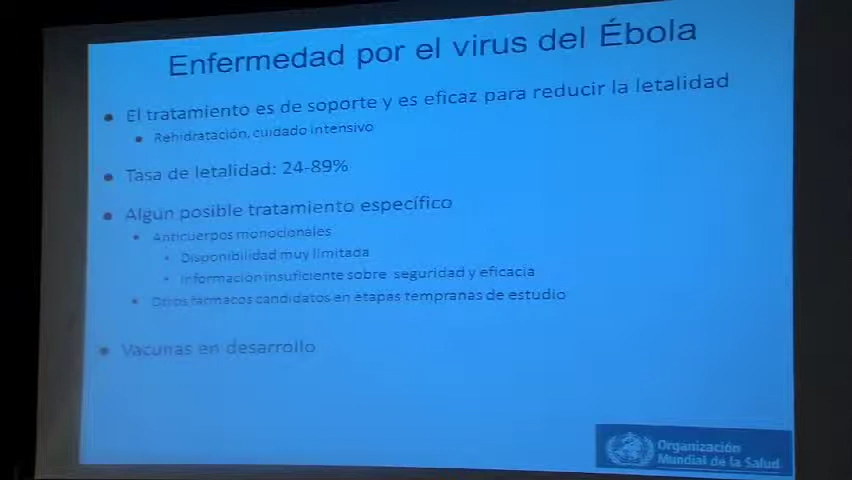 Enfermedad por el virus del Ébola
El tratamiento es de soporte y es eficaz para reducir la letalidad
Rehidratación, cuidado intensivo
Tasa de letalidad: 24-89%
Algún posible tratamiento específico
Anticuerpos monoclonales
Disponibilidad muy limitada
Información insuficiente sobre seguridad y eficacia
Otros fármacos candidatos en etapas tempranas de estudio
Vacunas en desarrollo
Organización
Mundial de la Salud